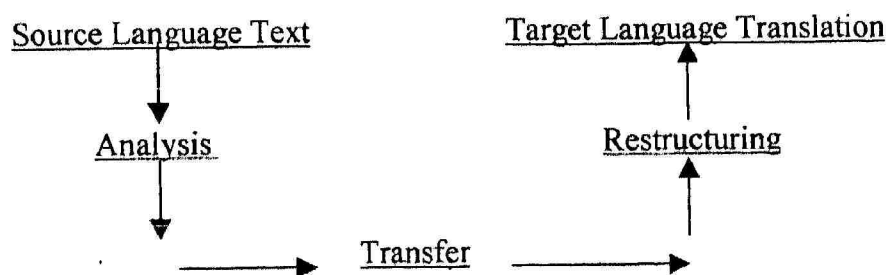 Source Language Text
Target Language Translation
Analysis
Restructuring
Transfer